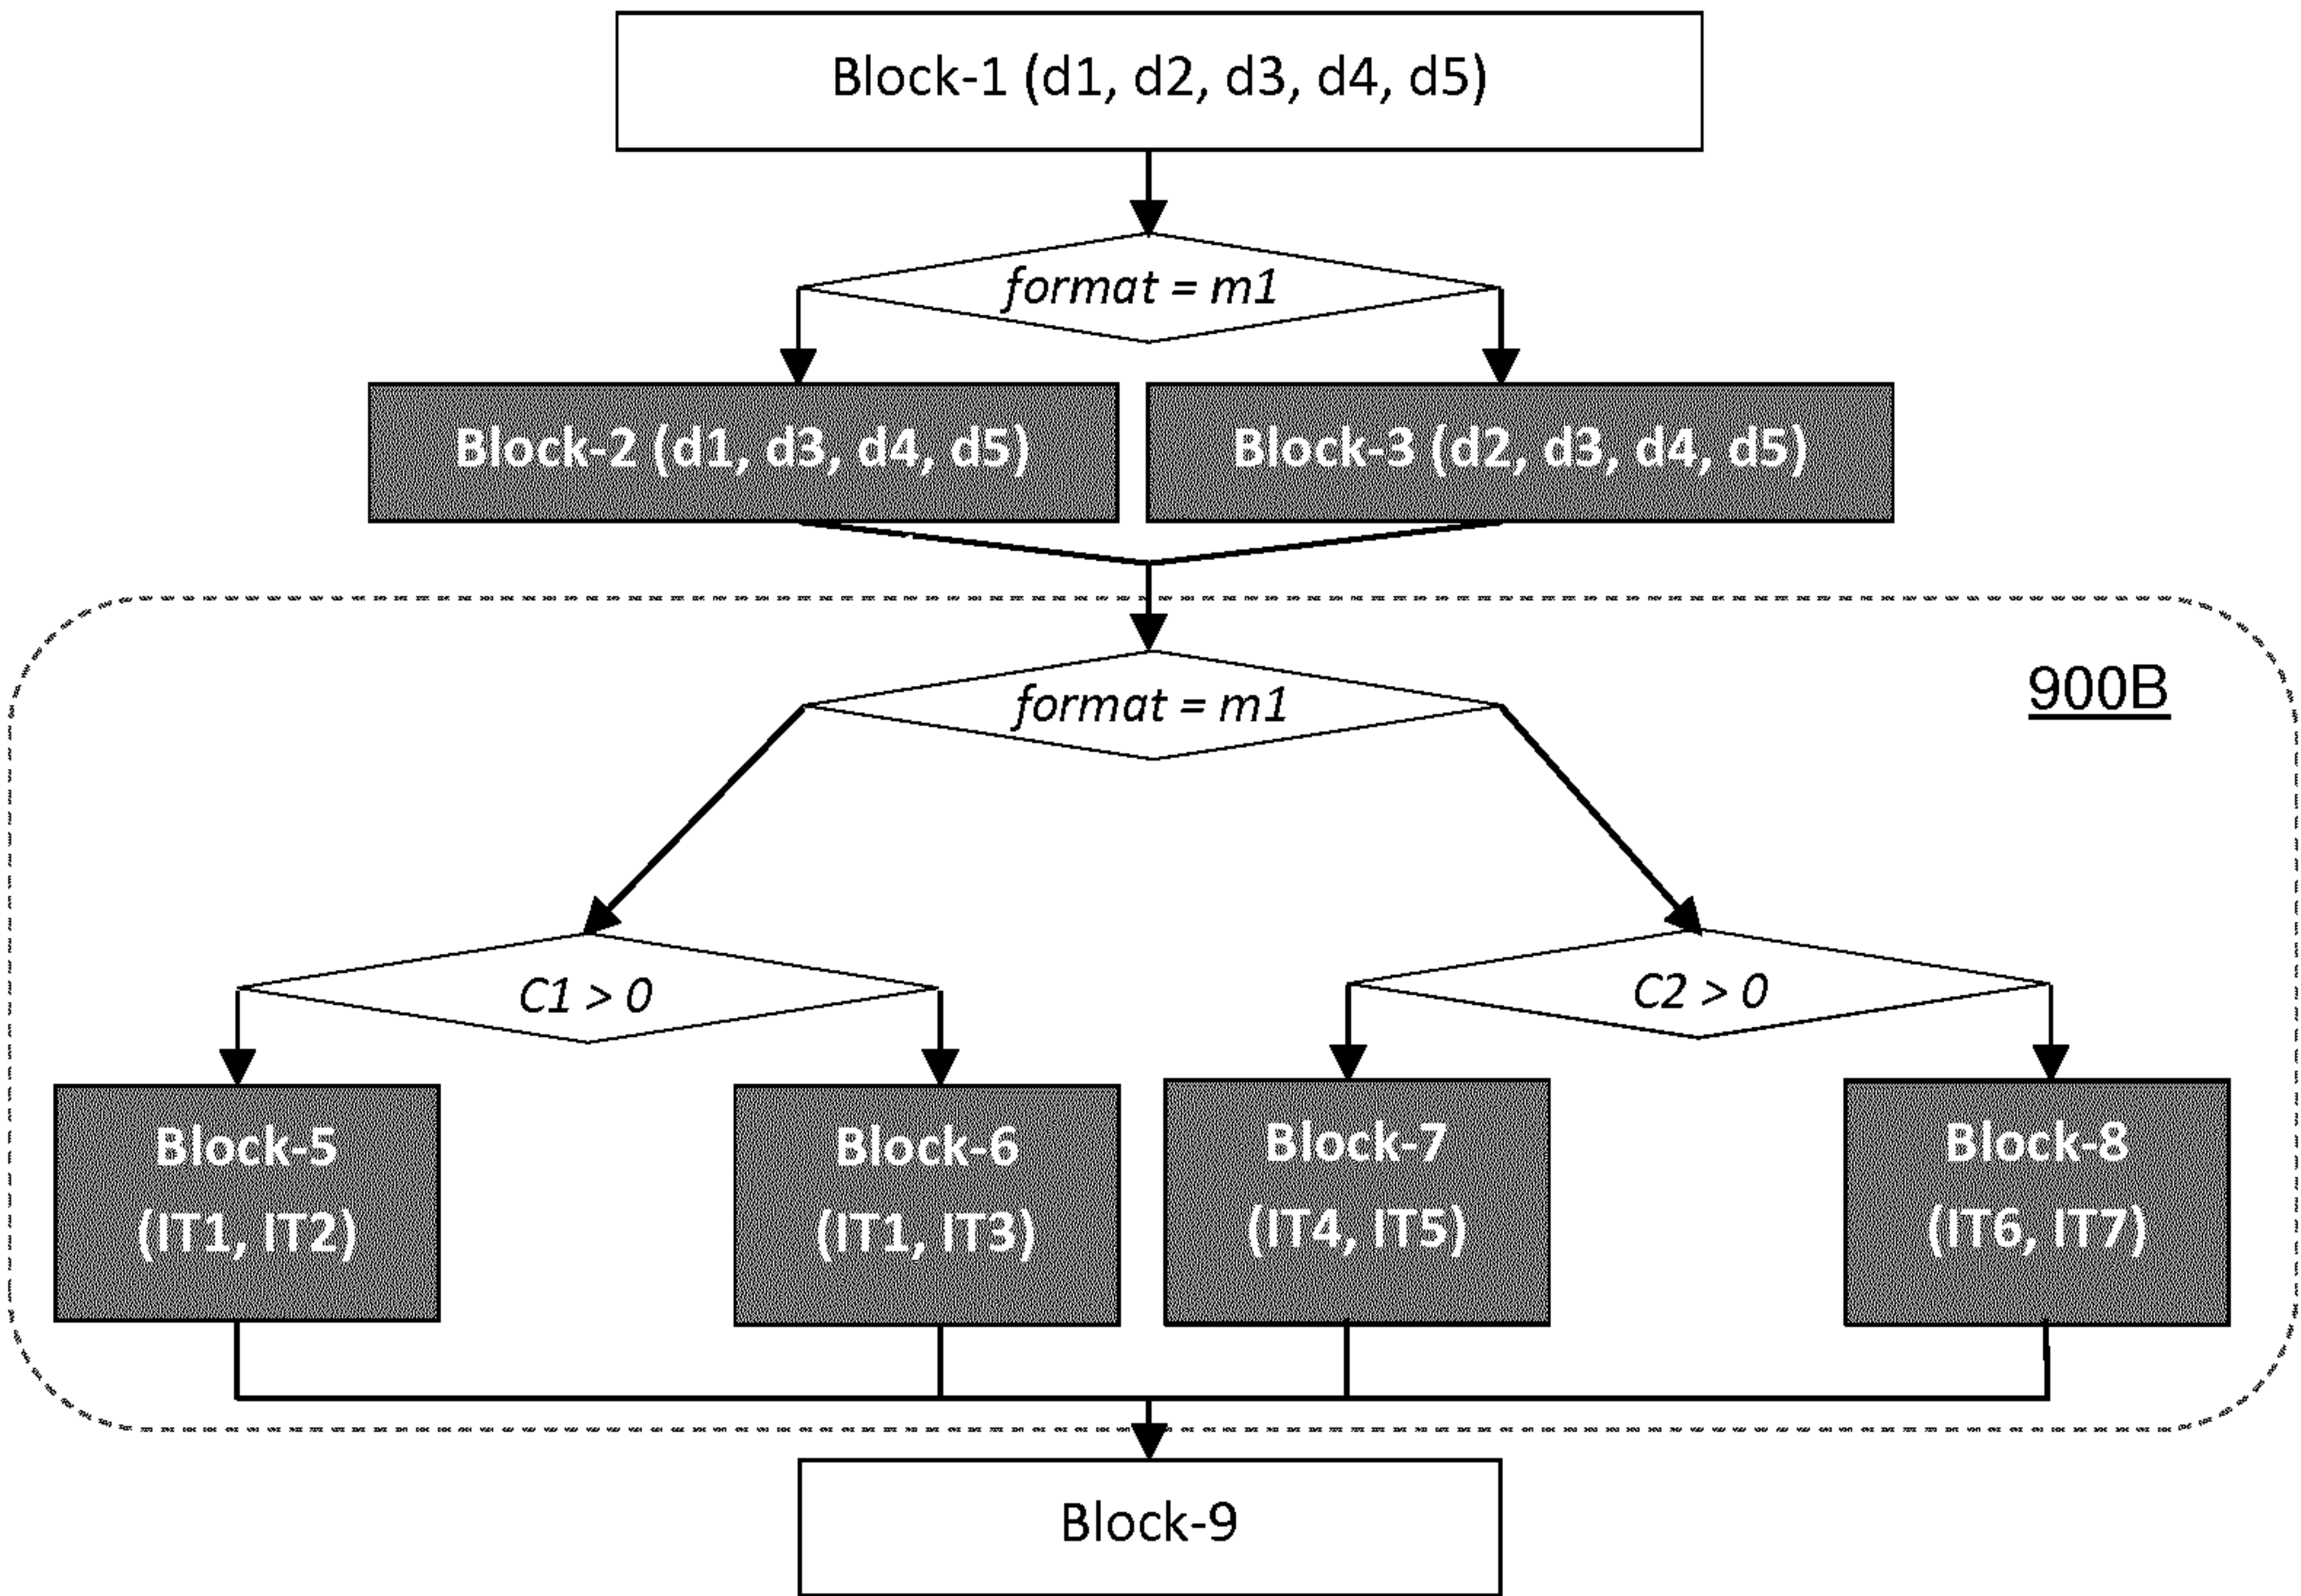 Block-1 (d1, d2, d3, d4, d5)
format = m1
Block-2 (d1, d3, d4, d5)
Block-3 (d2, d3, d4, d5)
format = m1
900B
C1 > 0
C2 > 0
Block-5
(IT1, IT2)
Block-6
(IT1, IT3)
Block-7
(IT4, IT5)
Block-8
(IT6, IT7)
Block-9